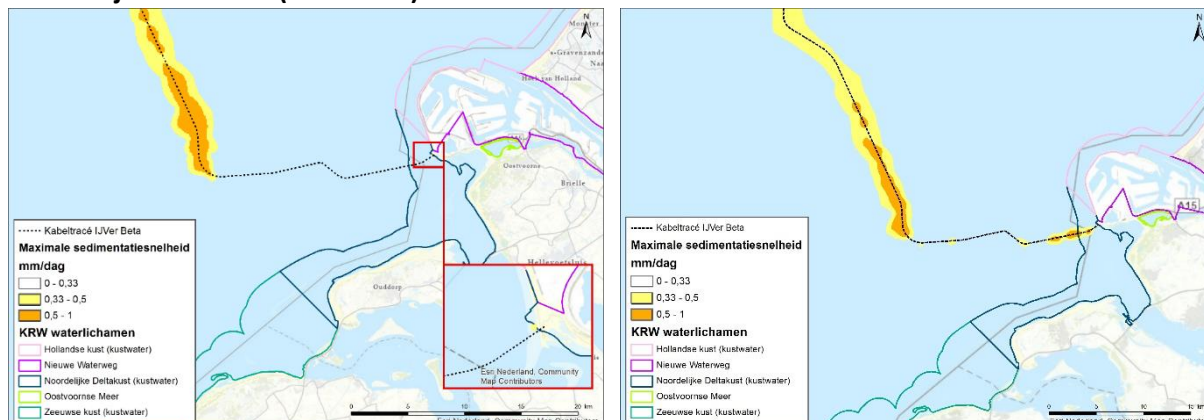 N
Monster
's-Gravenzande
Naa
Hoek van Holland
Oostvoorne
Brielle
Hellevoetsluis
Ouddorp
Kabeltracé IJVer Beta
Maximale sedimentatiesnelheid
mm/dag
0 - 0,33
0,33 - 0,5
0,5 - 1
KRW waterlichamen
Hollandse kust (kustwater)
Nieuwe Waterweg
Noordelijke Deltakust (kustwater)
Oostvoornse Meer
Zeeuwse kust (kustwater)
Esri Nederland, Community
Map Contributors
0 5 10 20 km
N
A15
Kabeltracé IJVer Beta
Maximale sedimentatiesnelheid
mm/dag
0 - 0,33
0,33 - 0,5
0,5 - 1
KRW waterlichamen
Hollandse kust (kustwater)
Nieuwe Waterweg
Noordelijke Deltakust (kustwater)
Oostvoornse Meer
Zeeuwse kust (kustwater)